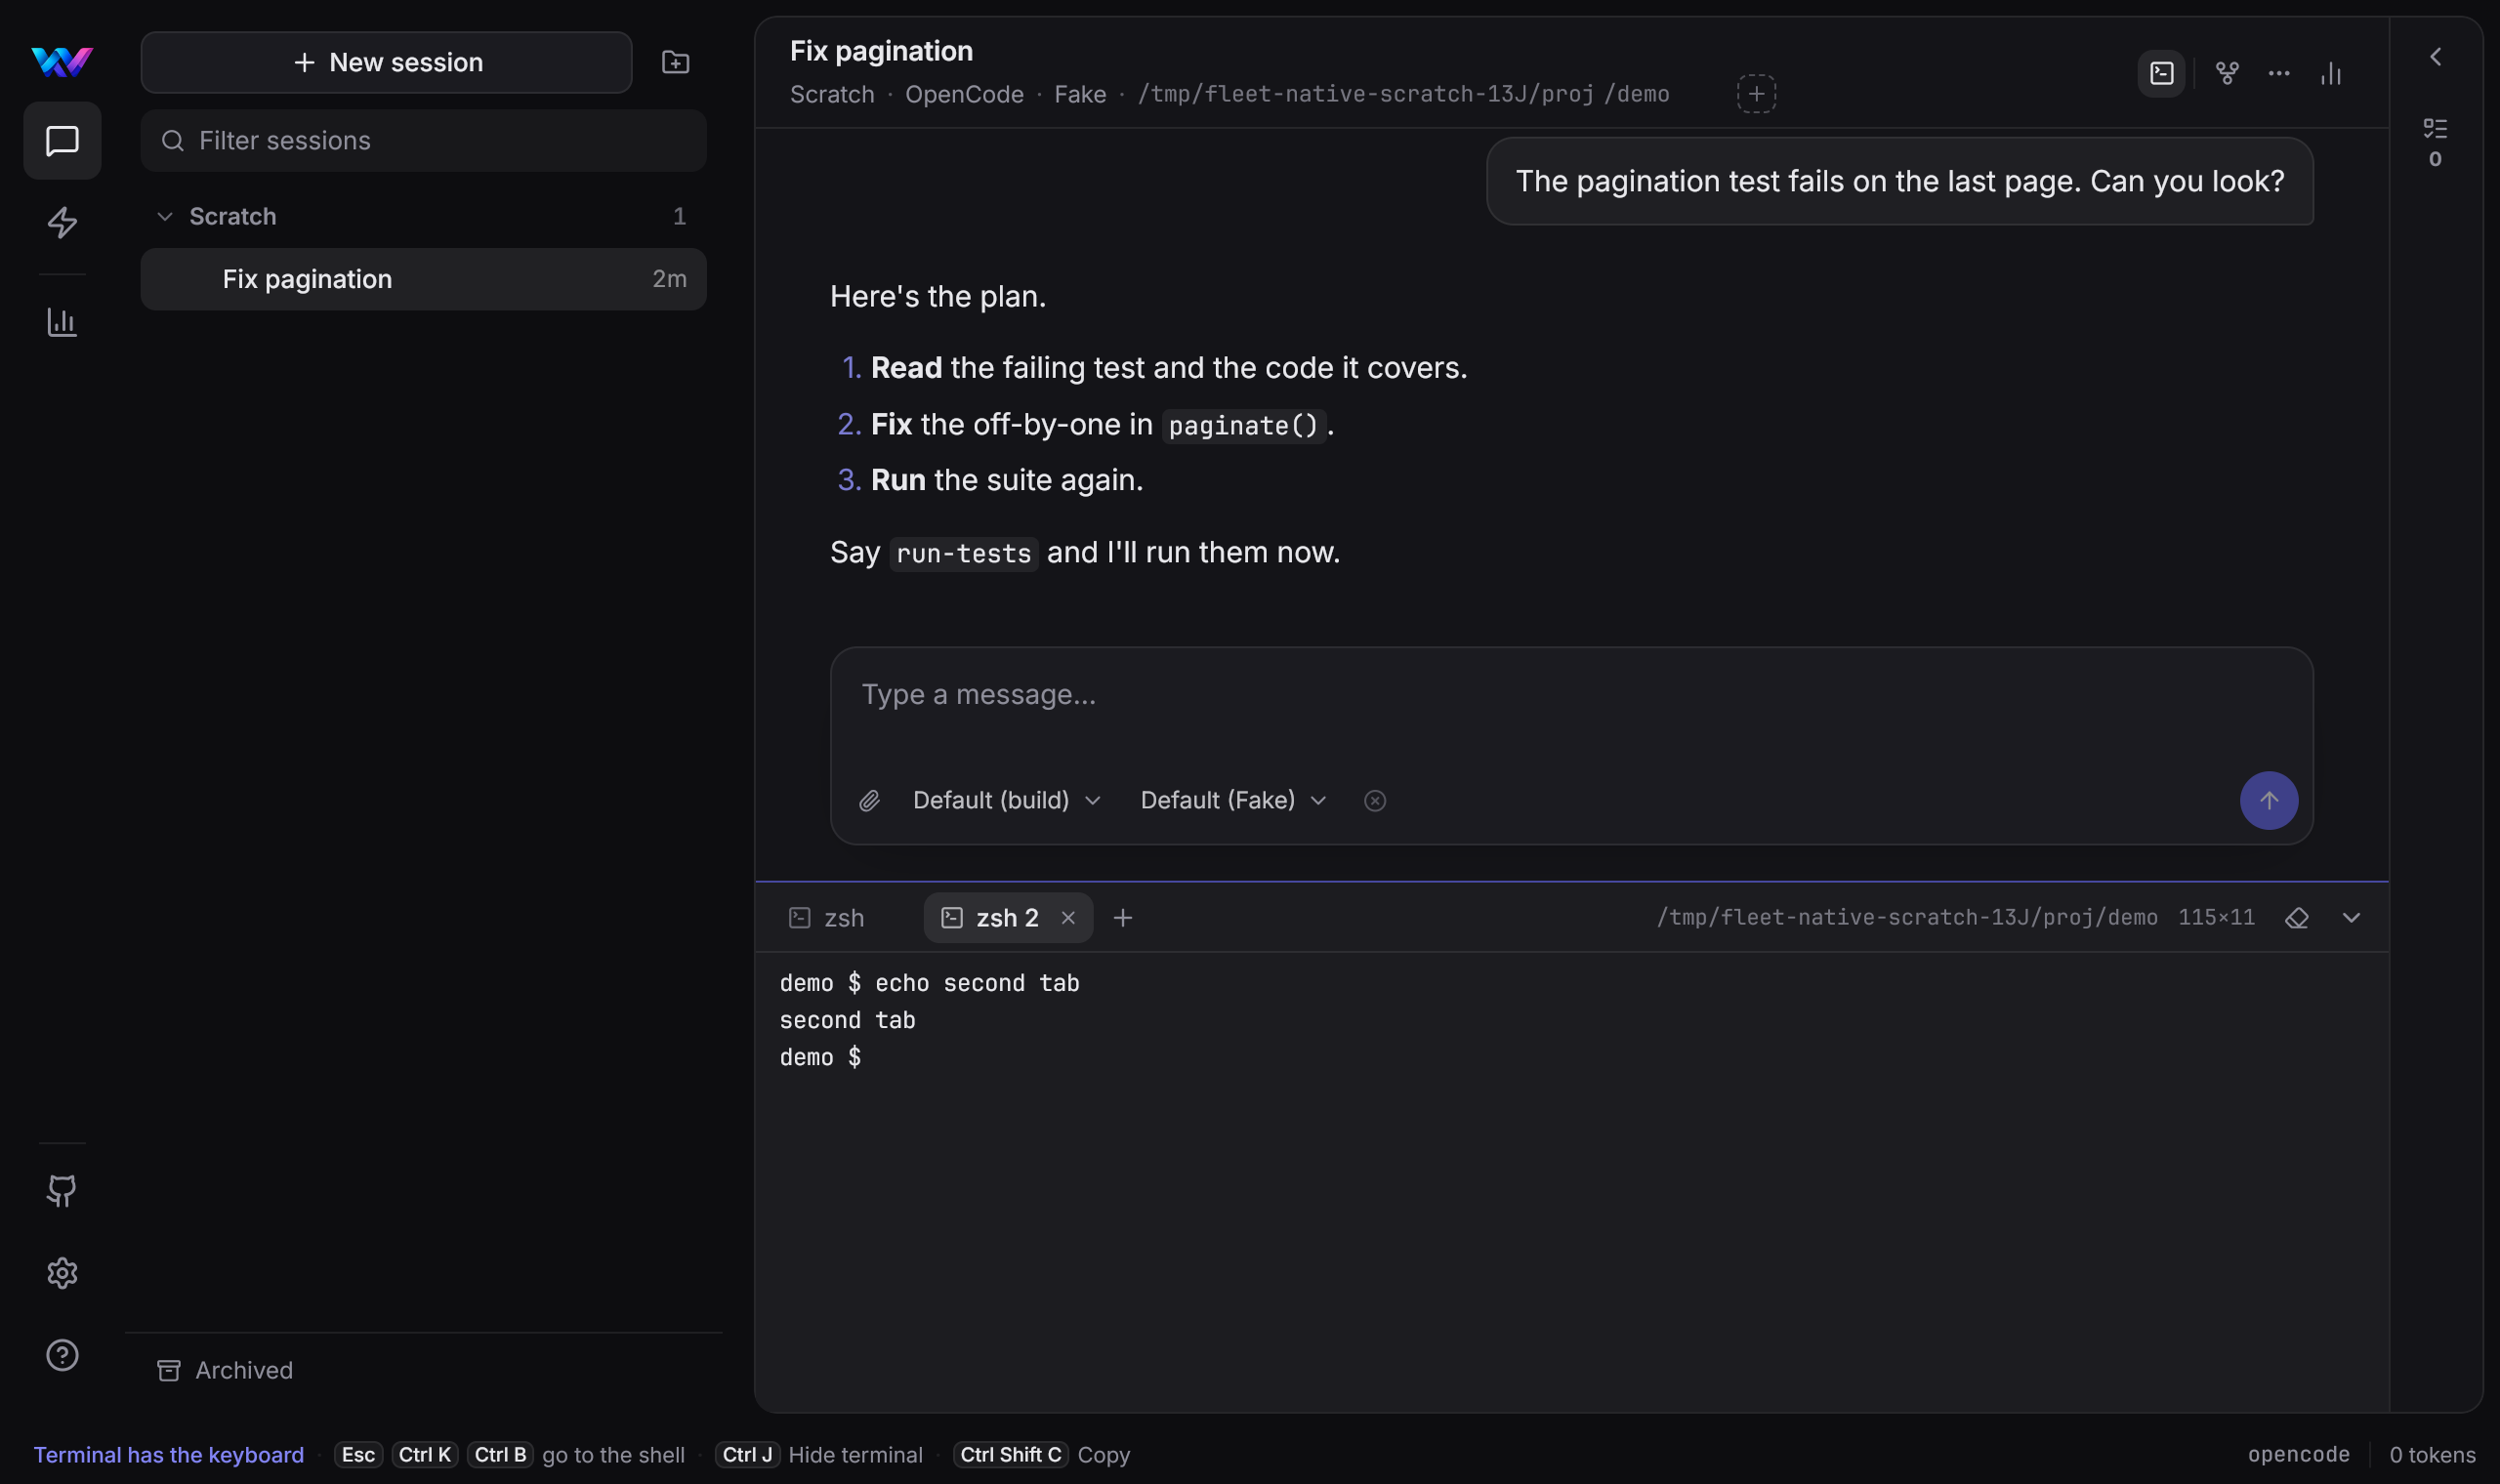 New session
Filter sessions
Scratch 1
Fix pagination 2m
Archived
Fix pagination
Scratch · OpenCode · Fake · /tmp/fleet-native-scratch-13J/proj /demo
0
The pagination test fails on the last page. Can you look?
Here's the plan.
1. Read the failing test and the code it covers.
2. Fix the off-by-one in paginate().
3. Run the suite again.
Say run-tests and I'll run them now.
Type a message...
Default (build) Default (Fake)
zsh zsh 2 /tmp/fleet-native-scratch-13J/proj/demo 115×11
demo $ echo second tab
second tab
demo $
Terminal has the keyboard · Esc Ctrl K Ctrl B go to the shell · Ctrl J Hide terminal · Ctrl Shift C Copy opencode 0 tokens